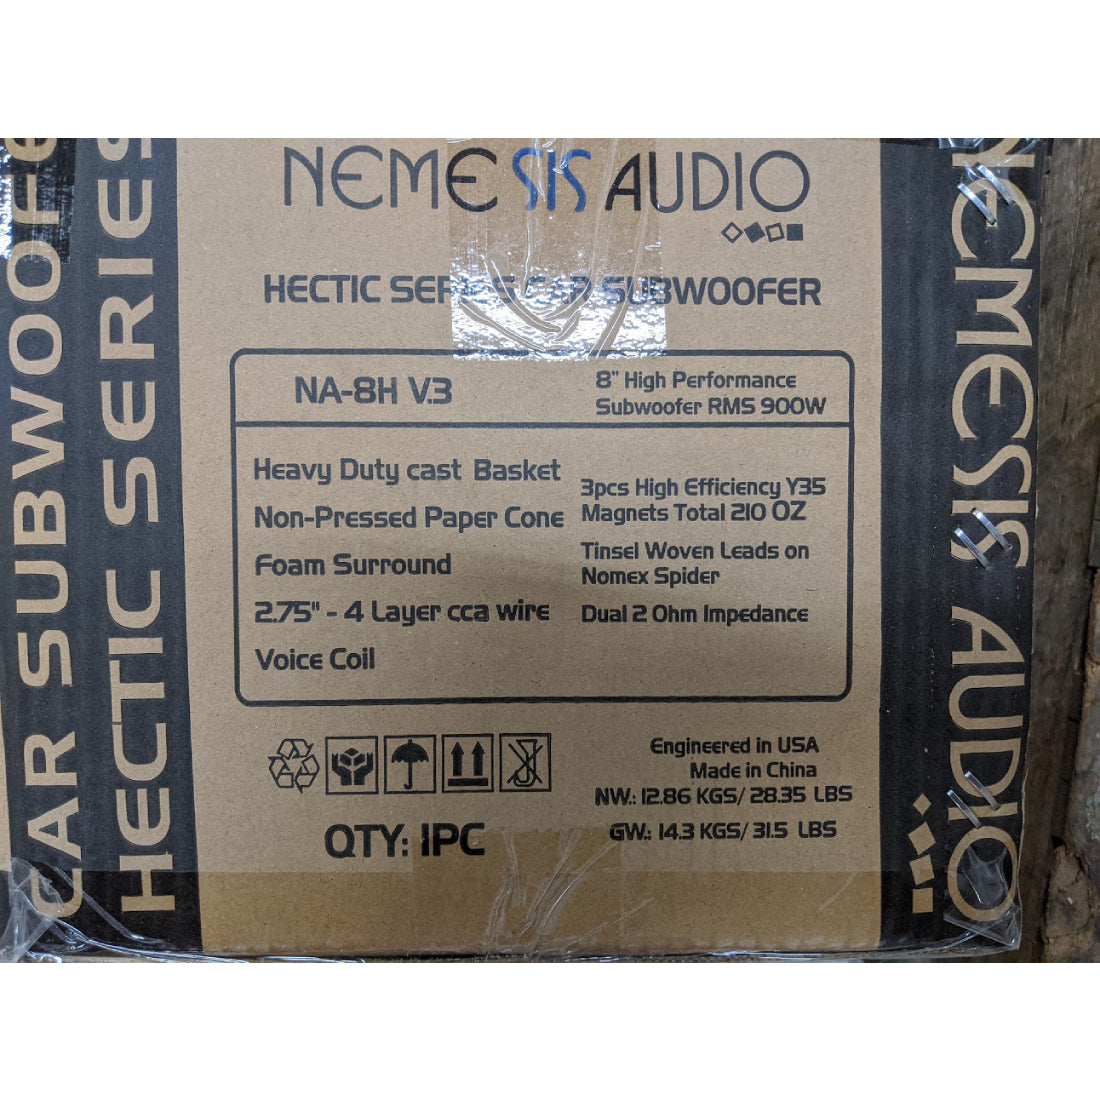 NEMESIS AUDIO
HECTIC SERIES CAR SUBWOOFER
NA-8H V.3
8" High Performance
Subwoofer RMS 900W
Heavy Duty cast Basket
Non-Pressed Paper Cone
Foam Surround
2.75" - 4 Layer cca wire
Voice Coil
3pcs High Efficiency Y35
Magnets Total 210 OZ
Tinsel Woven Leads on
Nomex Spider
Dual 2 Ohm Impedance
QTY: 1PC
Engineered in USA
Made in China
NW.: 12.86 KGS/ 28.35 LBS
GW.: 14.3 KGS/ 31.5 LBS
CAR SUBWOOFE
HECTIC SERIES
NEMESIS AUDIO